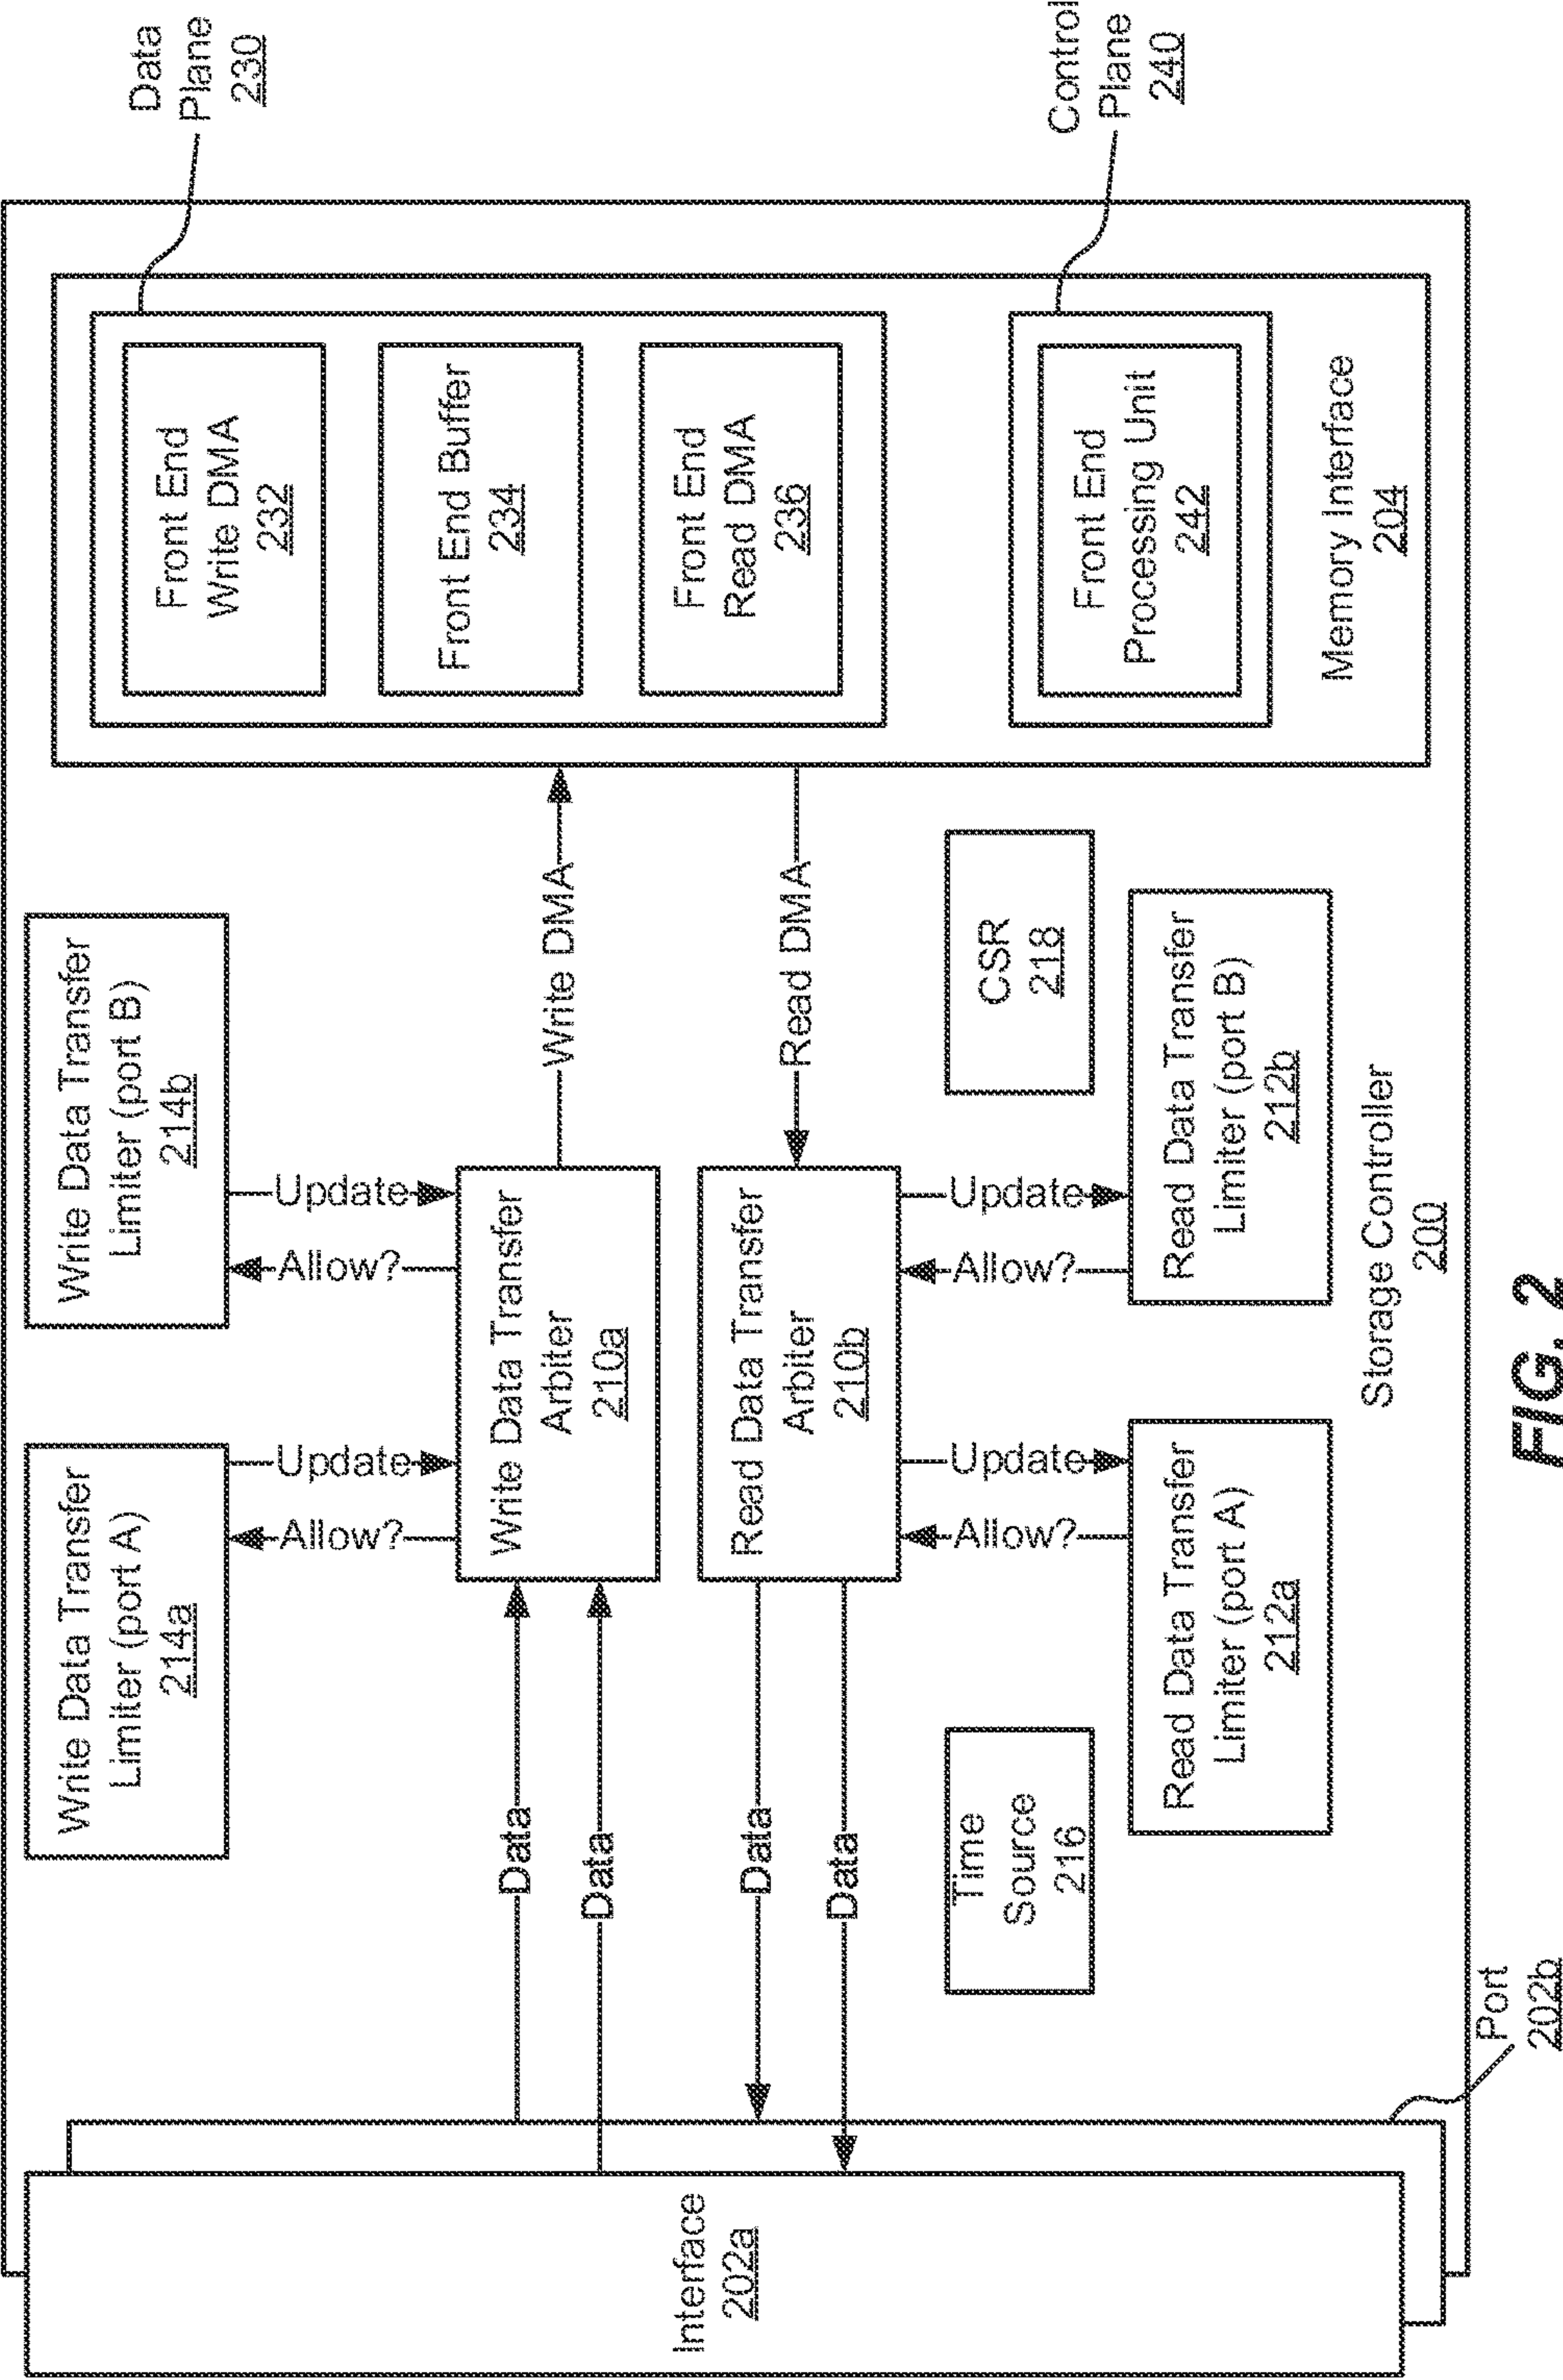 Data
Plane
230
Control
Plane
240
Front End
Write DMA
232
Front End Buffer
234
Front End
Read DMA
236
Front End
Processing Unit
242
Memory Interface
204
Write Data Transfer
Limiter (port A)
214a
Write Data Transfer
Limiter (port B)
214b
Update
Allow?
Update
Allow?
Write DMA
Write Data Transfer
Arbiter
210a
Data
Data
Read DMA
Read Data Transfer
Arbiter
210b
Data
Data
Allow?
Update
Allow?
Update
Time
Source
216
CSR
218
Read Data Transfer
Limiter (port A)
212a
Read Data Transfer
Limiter (port B)
212b
Interface
202a
Port
202b
Storage Controller
200
FIG. 2